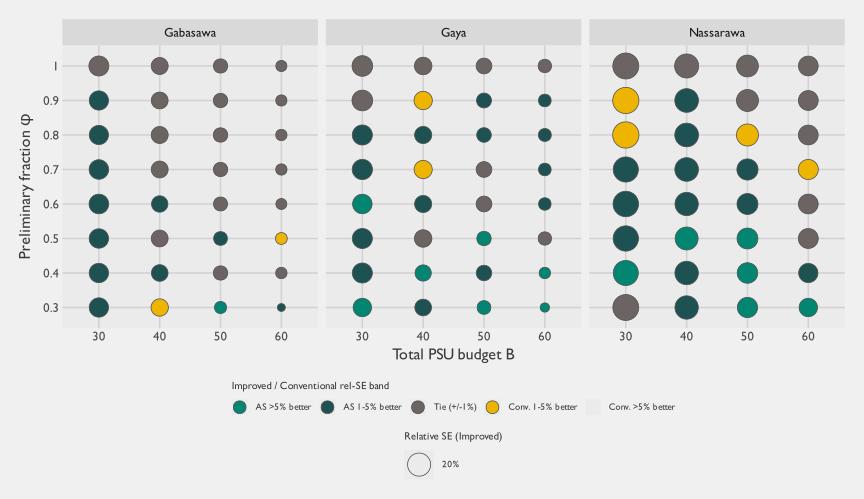 Gabasawa Gaya Nassarawa
Preliminary fraction φ
1
0.9
0.8
0.7
0.6
0.5
0.4
0.3
30 40 50 60 30 40 50 60 30 40 50 60
Total PSU budget B
Improved / Conventional rel-SE band
AS >5% better AS 1-5% better Tie (+/-1%) Conv. 1-5% better Conv. >5% better
Relative SE (Improved)
20%